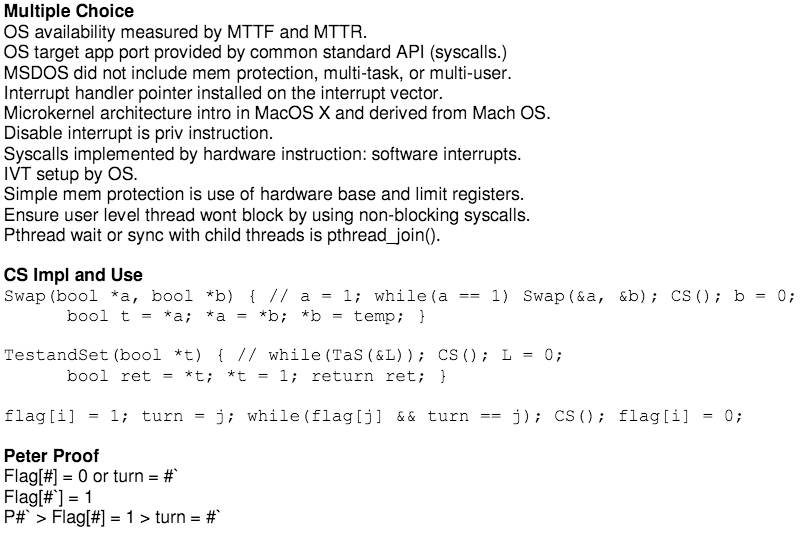 Multiple Choice
OS availability measured by MTTF and MTTR.
OS target app port provided by common standard API (syscalls.)
MSDOS did not include mem protection, multi-task, or multi-user.
Interrupt handler pointer installed on the interrupt vector.
Microkernel architecture intro in MacOS X and derived from Mach OS.
Disable interrupt is priv instruction.
Syscalls implemented by hardware instruction: software interrupts.
IVT setup by OS.
Simple mem protection is use of hardware base and limit registers.
Ensure user level thread wont block by using non-blocking syscalls.
Pthread wait or sync with child threads is pthread_join().
CS Impl and Use
Swap(bool *a, bool *b) { // a = 1; while(a == 1) Swap(&a, &b); CS(); b = 0;
bool t = *a; *a = *b; *b = temp; }
TestandSet(bool *t) { // while(TaS(&L)); CS(); L = 0;
bool ret = *t; *t = 1; return ret; }
flag[i] = 1; turn = j; while(flag[j] && turn == j); CS(); flag[i] = 0;
Peter Proof
Flag[#] = 0 or turn = #`
Flag[#`] = 1
P#` > Flag[#] = 1 > turn = #`